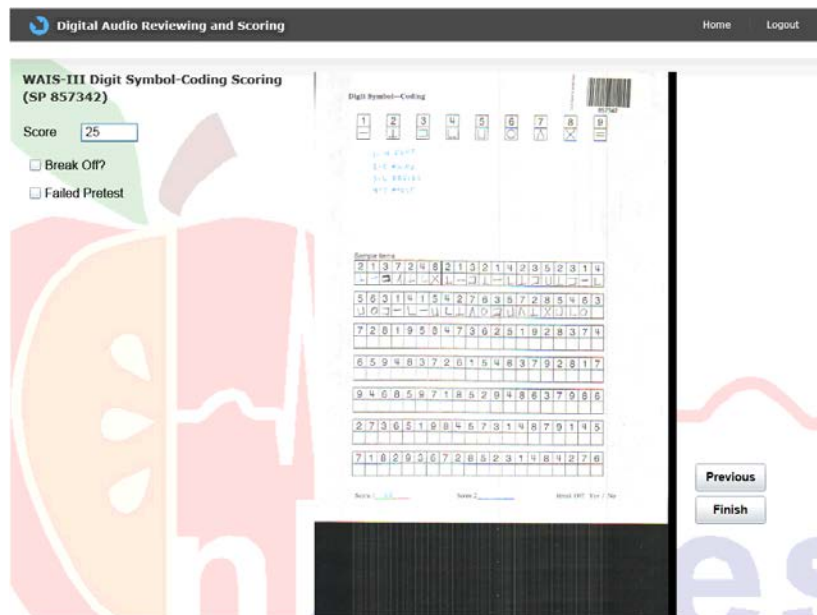 Digital Audio Reviewing and Scoring
Home
Logout
WAIS-III Digit Symbol-Coding Scoring
(SP 857342)
Score 25
Break Off?
Failed Pretest
Digit Symbol—Coding
857342
1 2 3 4 5 6 7 8 9
Sample Items
2 1 3 7 2 4 8 2 1 3 2 1 4 2 3 5 2 3 1 4
5 6 3 1 4 1 5 4 2 7 6 3 5 7 2 8 5 4 6 3
7 2 8 1 9 5 8 4 7 3 6 2 5 1 9 2 8 3 7 4
6 5 9 4 8 3 7 2 6 1 5 4 8 3 7 9 2 8 1 7
9 4 6 8 5 9 7 1 8 5 2 9 4 8 6 3 7 9 8 6
2 7 3 6 5 1 9 8 4 5 7 3 1 4 8 7 9 1 4 5
7 1 8 2 9 3 6 7 2 8 5 2 3 1 4 8 4 2 7 6
Score 1
Score 2
Yes / No
Previous
Finish